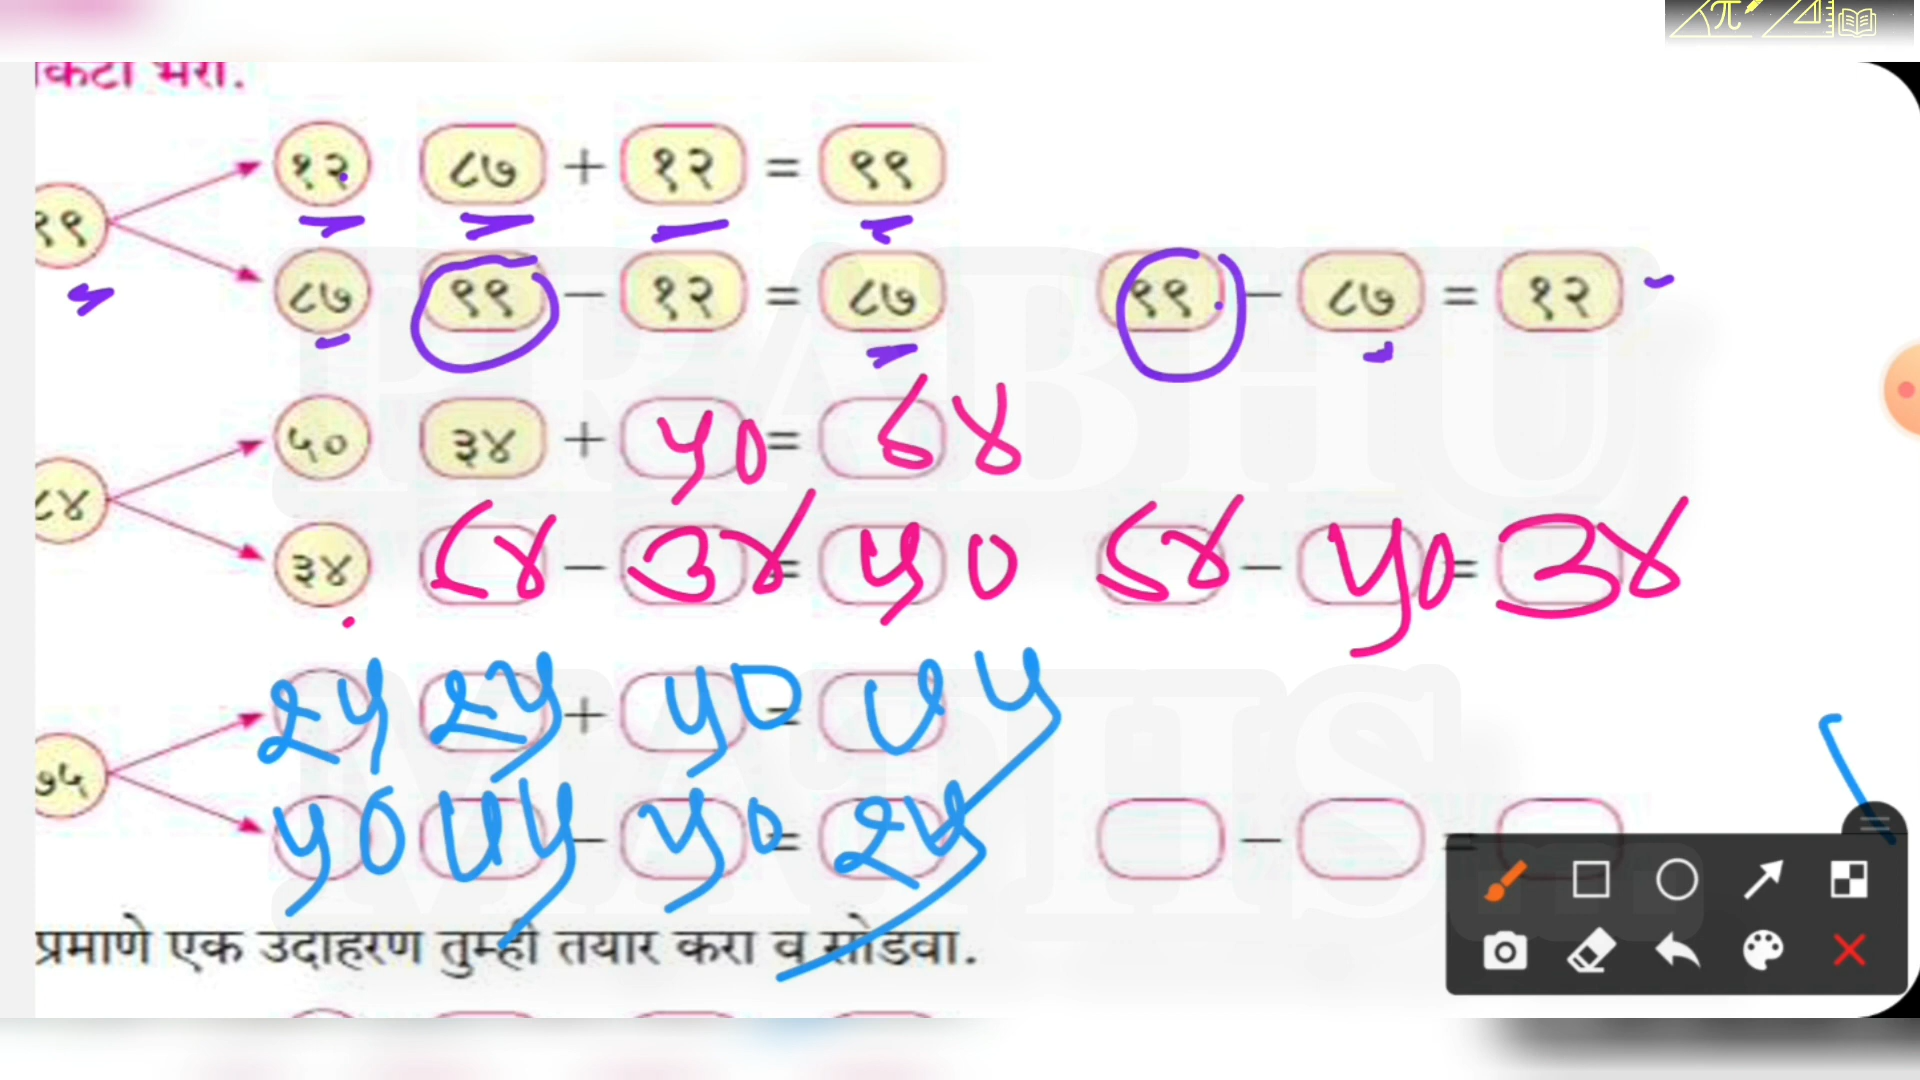 चौकटी भरा.
१२ ८७ + १२ = ९९
९९
८७ ९९ - १२ = ८७ ९९ - ८७ = १२
५० ३४ + ५० = ८४
८४
३४ ८४ - ३४ = ५० ८४ - ५० = ३४
२५ २५ + ५० = ७५
७५
५० ७५ - ५० = २५ - =
प्रमाणे एक उदाहरण तुम्ही तयार करा व सोडवा.
PRABHU
MATHS